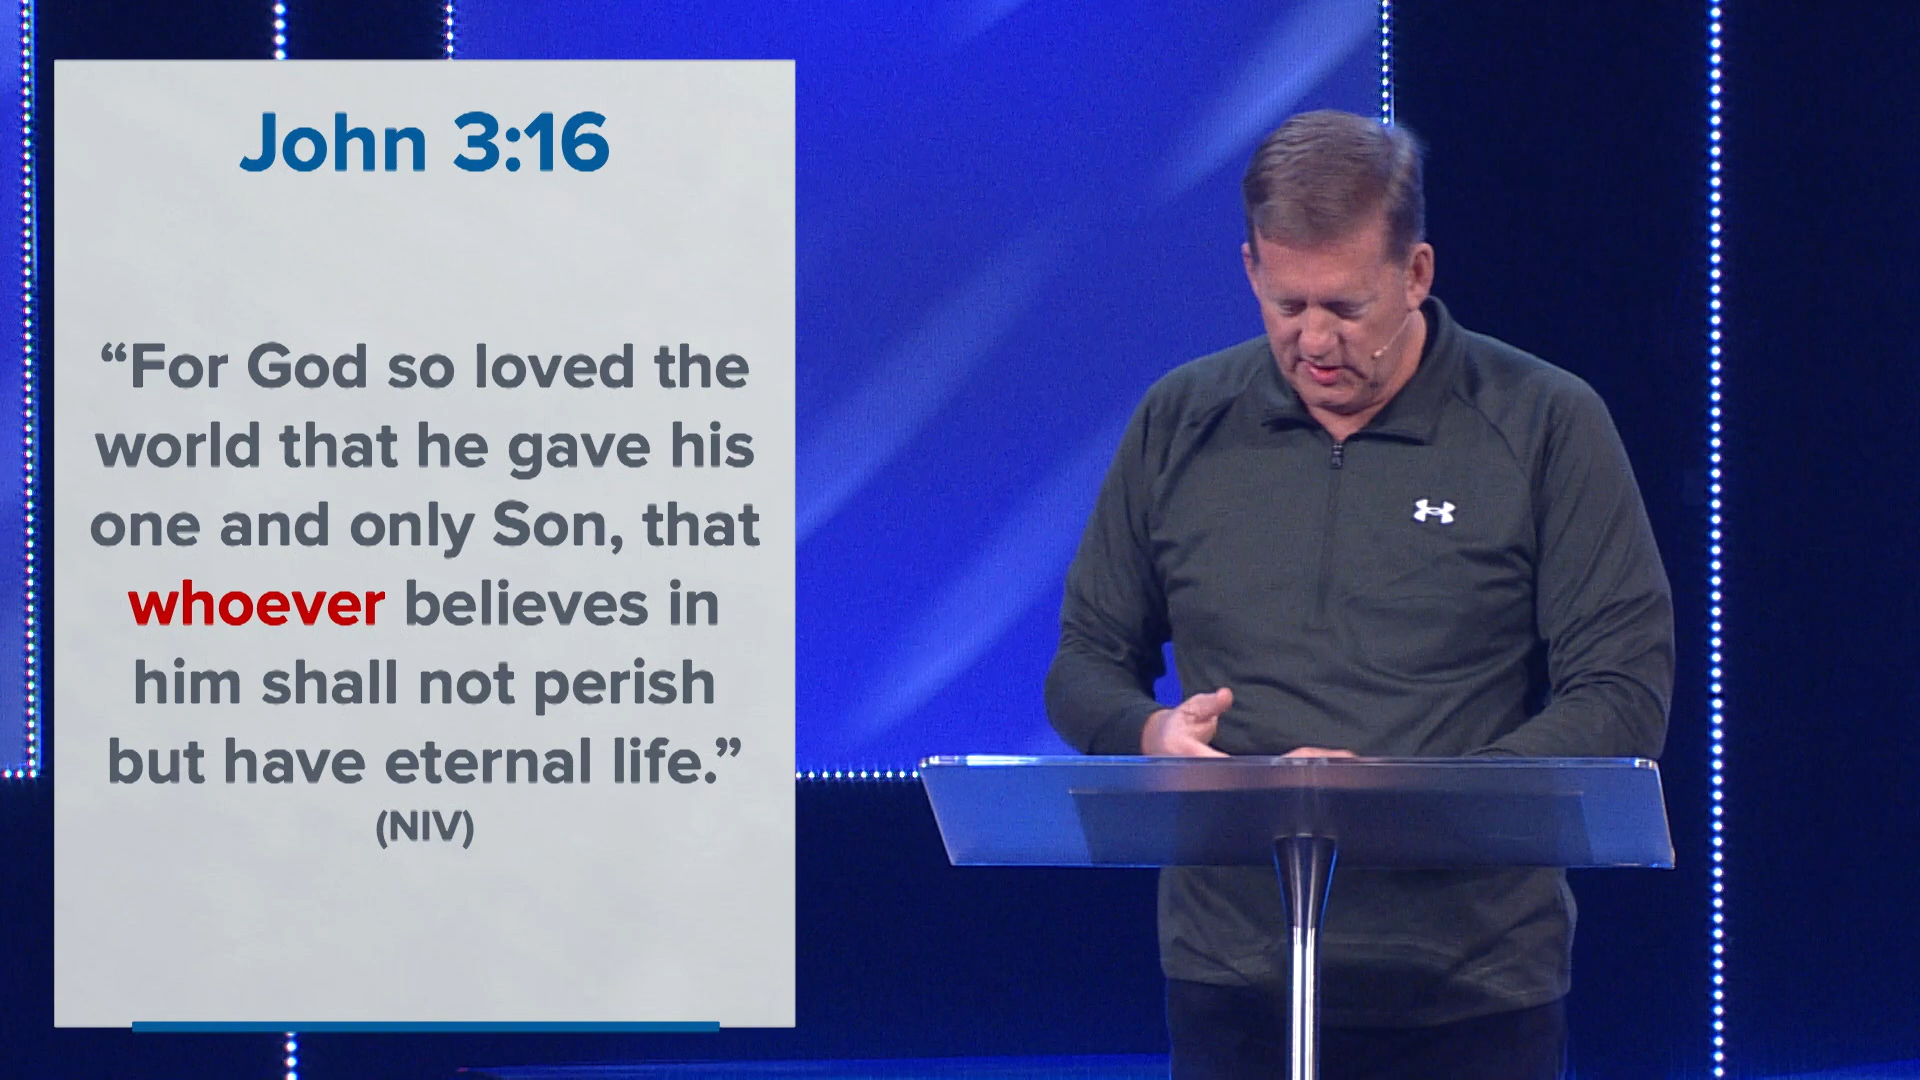 John 3:16
“For God so loved the
world that he gave his
one and only Son, that
whoever believes in
him shall not perish
but have eternal life.”
(NIV)